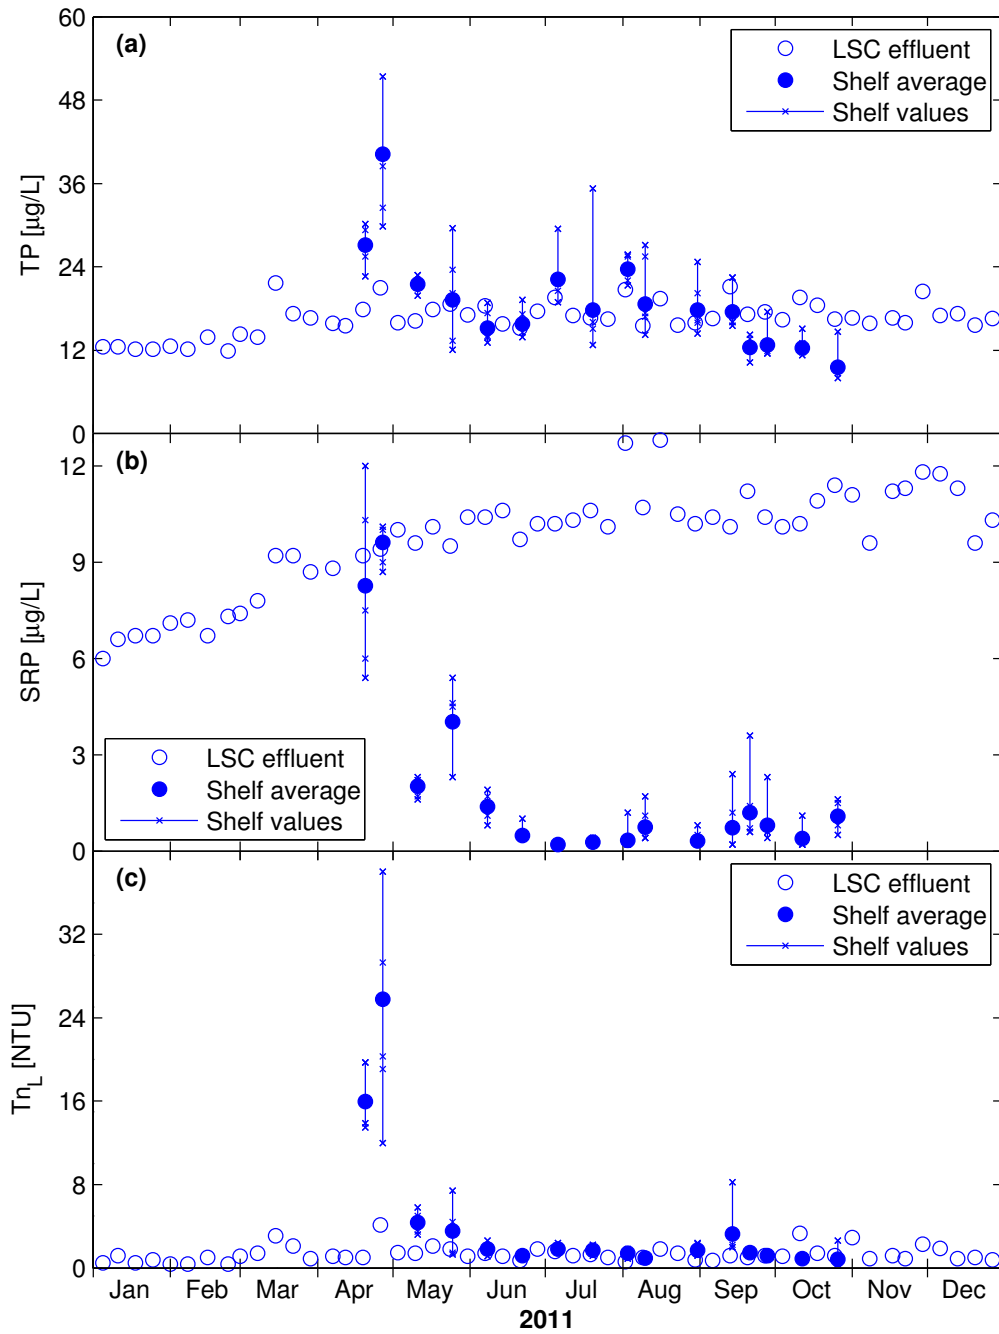 60
(a)
LSC effluent
Shelf average
Shelf values
48
36
24
12
0
TP [µg/L]
(b)
12
9
6
3
0
SRP [µg/L]
LSC effluent
Shelf average
Shelf values
(c)
LSC effluent
Shelf average
Shelf values
32
24
16
8
0
Tn_L [NTU]
Jan Feb Mar Apr May Jun Jul Aug Sep Oct Nov Dec
2011